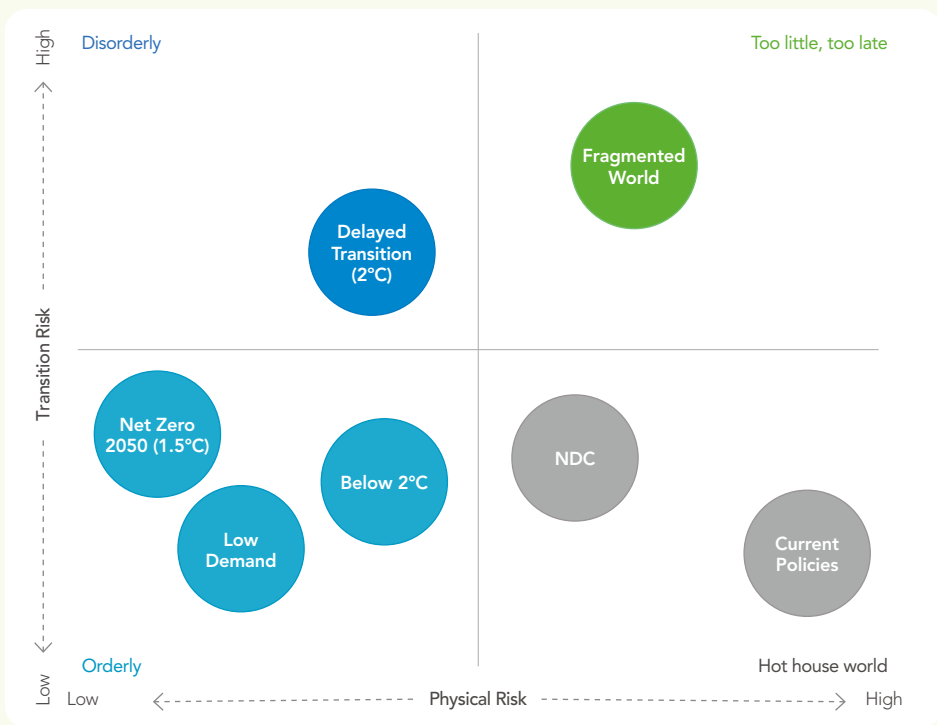 High
Disorderly
Too little, too late
Fragmented
World
Delayed
Transition
(2°C)
Transition Risk
Net Zero
2050 (1.5°C)
Below 2°C
NDC
Low
Demand
Current
Policies
Orderly
Hot house world
Low
Low
Physical Risk
High